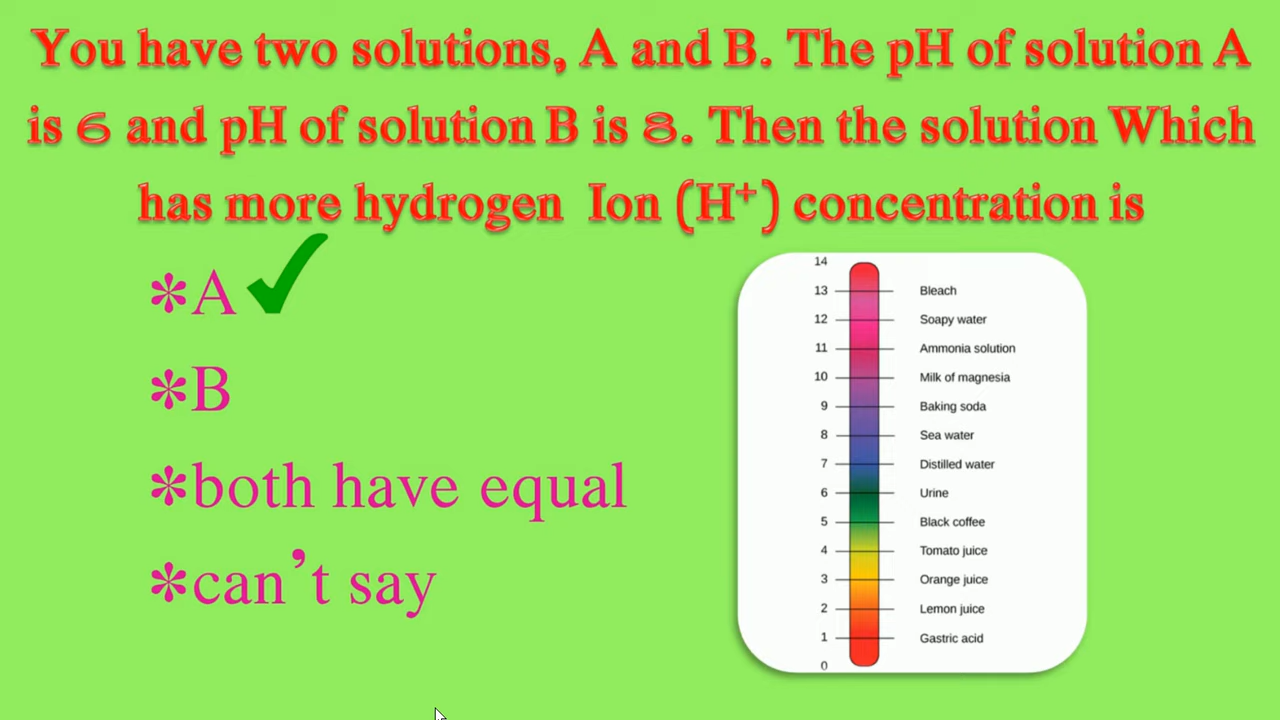 You have two solutions, A and B. The pH of solution A
is 6 and pH of solution B is 8. Then the solution Which
has more hydrogen Ion (H⁺) concentration is
*A
*B
*both have equal
*can't say
14
13 Bleach
12 Soapy water
11 Ammonia solution
10 Milk of magnesia
9 Baking soda
8 Sea water
7 Distilled water
6 Urine
5 Black coffee
4 Tomato juice
3 Orange juice
2 Lemon juice
1 Gastric acid
0